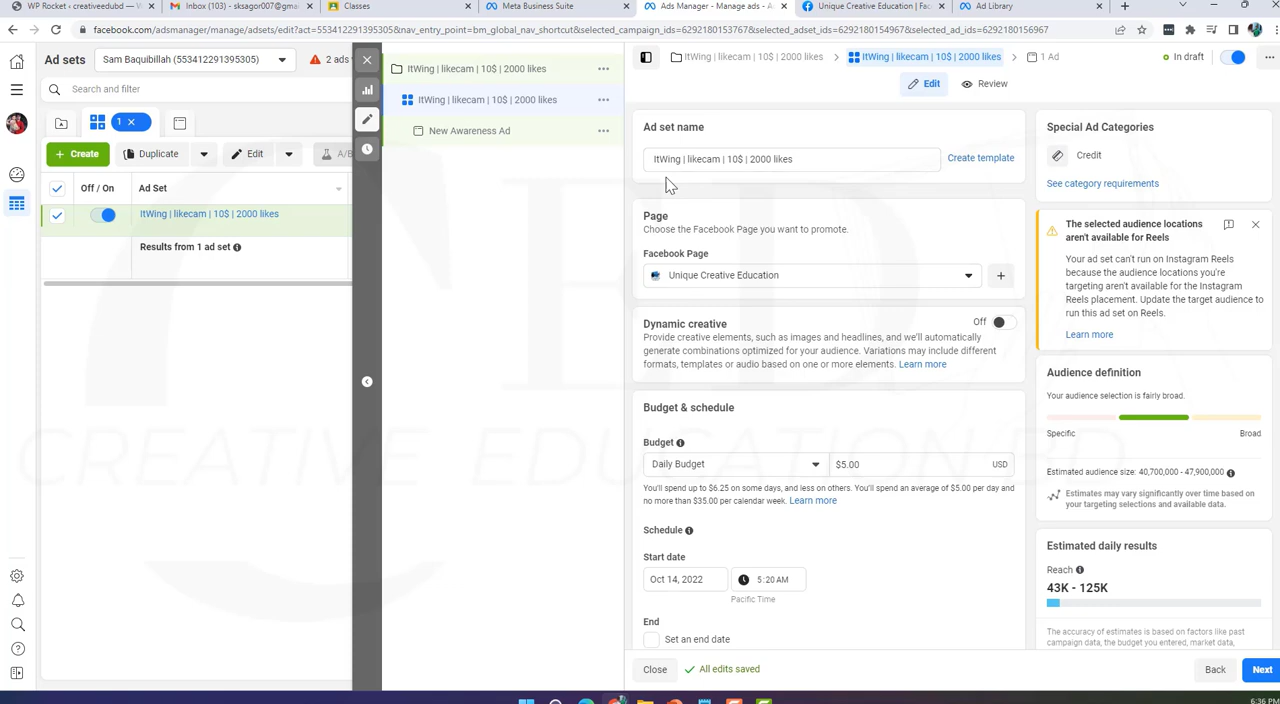 WP Rocket ‹ creativeedubd —
Inbox (103) - sksagor007@gma
Classes
Meta Business Suite
Ads Manager - Manage ads - A
Unique Creative Education | Fac
Ad Library
facebook.com/adsmanager/manage/adsets/edit?act=553412291395305&nav_entry_point=bm_global_nav_shortcut&selected_campaign_ids=6292180153767&selected_adset_ids=6292180154967&selected_ad_ids=6292180156967
Ad sets
Sam Baquibillah (553412291395305)
2 ads
Search and filter
1 ×
+ Create
Duplicate
Edit
A/B
Off / On
Ad Set
ItWing | likecam | 10$ | 2000 likes
Results from 1 ad set
ItWing | likecam | 10$ | 2000 likes
ItWing | likecam | 10$ | 2000 likes
New Awareness Ad
ItWing | likecam | 10$ | 2000 likes
ItWing | likecam | 10$ | 2000 likes
1 Ad
In draft
Edit
Review
Ad set name
ItWing | likecam | 10$ | 2000 likes
Create template
Page
Choose the Facebook Page you want to promote.
Facebook Page
Unique Creative Education
Dynamic creative
Off
Provide creative elements, such as images and headlines, and we'll automatically
generate combinations optimized for your audience. Variations may include different
formats, templates or audio based on one or more elements. Learn more
Budget & schedule
Budget
Daily Budget
$5.00
USD
You'll spend up to $6.25 on some days, and less on others. You'll spend an average of $5.00 per day and
no more than $35.00 per calendar week. Learn more
Schedule
Start date
Oct 14, 2022
5:20 AM
Pacific Time
End
Set an end date
Close
All edits saved
Back
Next
Special Ad Categories
Credit
See category requirements
The selected audience locations
aren't available for Reels
Your ad set can't run on Instagram Reels
because the audience locations you're
targeting aren't available for the Instagram
Reels placement. Update the target audience to
run this ad set on Reels.
Learn more
Audience definition
Your audience selection is fairly broad.
Specific
Broad
Estimated audience size: 40,700,000 - 47,900,000
Estimates may vary significantly over time based on
your targeting selections and available data.
Estimated daily results
Reach
43K - 125K
The accuracy of estimates is based on factors like past
campaign data, the budget you entered, market data,
CREATIVE EDUCATION BD
6:36 PM